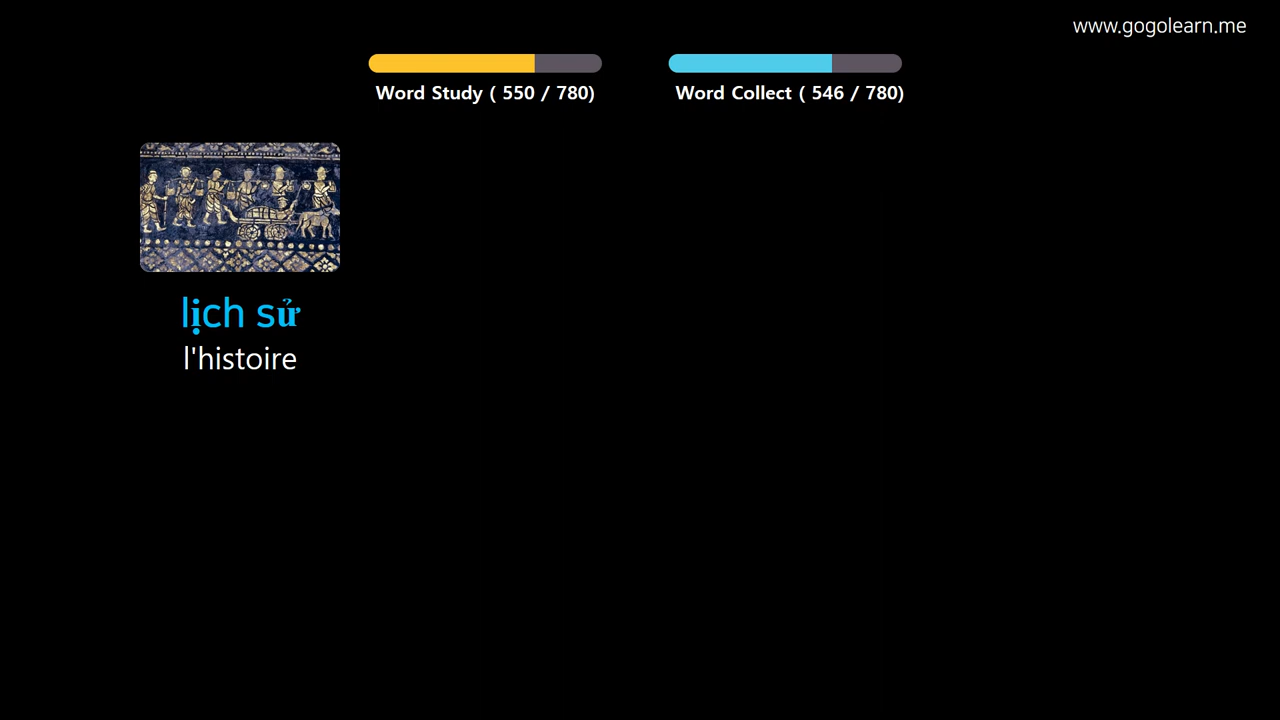 www.gogolearn.me
Word Study ( 550 / 780)
Word Collect ( 546 / 780)
lịch sử
l'histoire